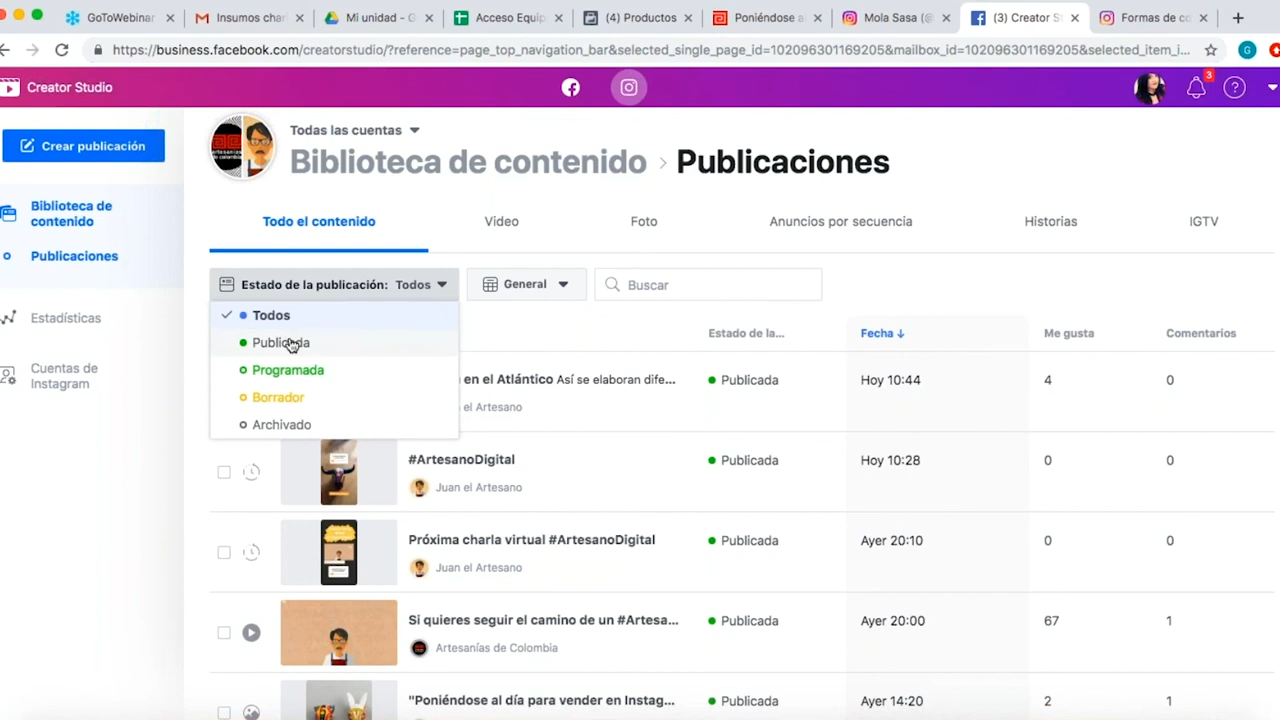 GoToWebinar
Insumos char
Mi unidad - G
Acceso Equip
(4) Productos
Poniéndose a
Mola Sasa (@
(3) Creator S
Formas de co
https://business.facebook.com/creatorstudio/?reference=page_top_navigation_bar&selected_single_page_id=102096301169205&mailbox_id=102096301169205&selected_item_i...
G
Creator Studio
3
Crear publicación
Todas las cuentas
Biblioteca de contenido > Publicaciones
Biblioteca de
contenido
Publicaciones
Estadísticas
Cuentas de
Instagram
Todo el contenido
Video
Foto
Anuncios por secuencia
Historias
IGTV
Estado de la publicación: Todos
General
Buscar
Todos
Publicada
Programada
Borrador
Archivado
Estado de la...
Fecha ↓
Me gusta
Comentarios
en el Atlántico Así se elaboran dife...
el Artesano
Publicada
Hoy 10:44
4
0
#ArtesanoDigital
Juan el Artesano
Publicada
Hoy 10:28
0
0
Próxima charla virtual #ArtesanoDigital
Juan el Artesano
Publicada
Ayer 20:10
0
0
Si quieres seguir el camino de un #Artesa...
Artesanías de Colombia
Publicada
Ayer 20:00
67
1
"Poniéndose al día para vender en Instag...
Publicada
Ayer 14:20
2
1